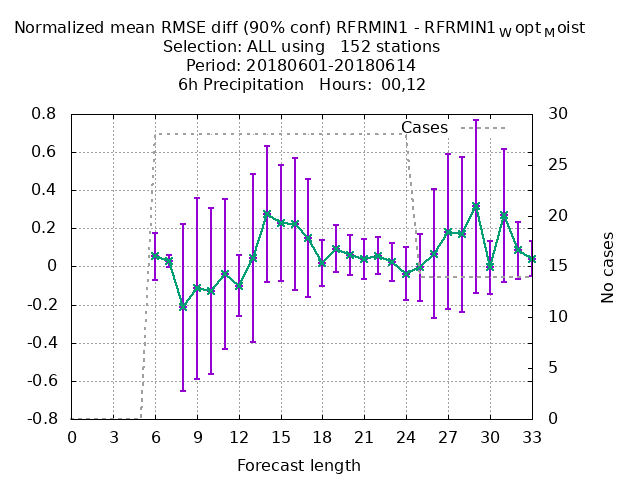 Normalized mean RMSE diff (90% conf) RFRMIN1 - RFRMIN1WoptMoist
Selection: ALL using   152 stations
Period: 20180601-20180614
6h Precipitation   Hours:  00,12
Cases
0.8
0.6
0.4
0.2
0
-0.2
-0.4
-0.6
-0.8
30
25
20
15
10
5
0
No cases
0 3 6 9 12 15 18 21 24 27 30 33
Forecast length